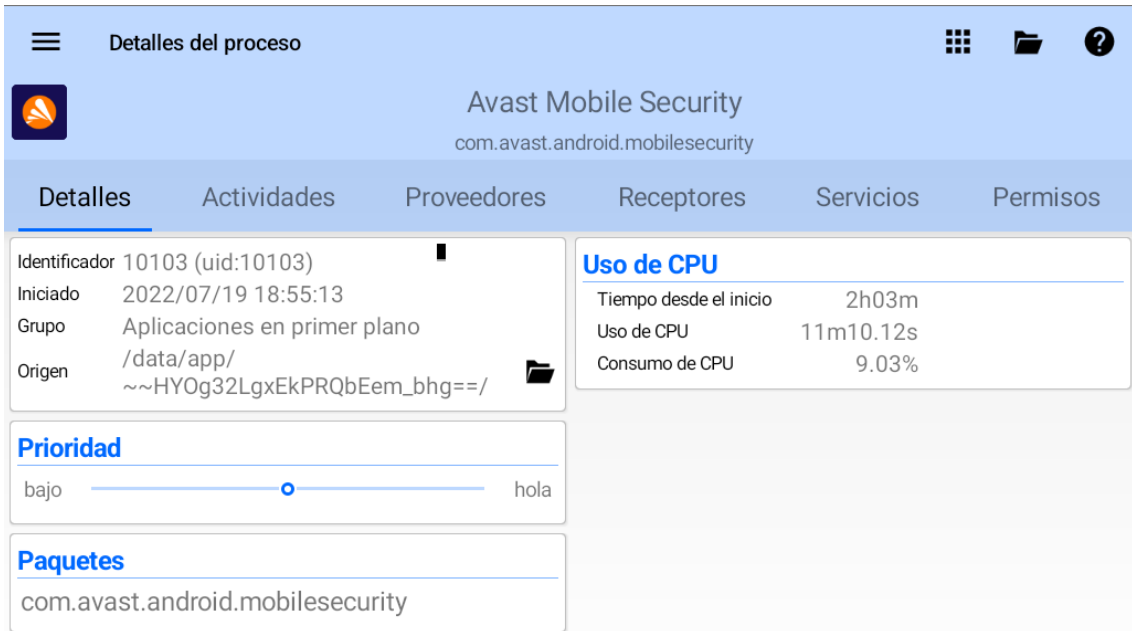 Detalles del proceso
Avast Mobile Security
com.avast.android.mobilesecurity
Detalles Actividades Proveedores Receptores Servicios Permisos
Identificador 10103 (uid:10103)
Iniciado 2022/07/19 18:55:13
Grupo Aplicaciones en primer plano
Origen /data/app/
~~HYOg32LgxEkPRQbEem_bhg==/
Prioridad
bajo hola
Paquetes
com.avast.android.mobilesecurity
Uso de CPU
Tiempo desde el inicio 2h03m
Uso de CPU 11m10.12s
Consumo de CPU 9.03%